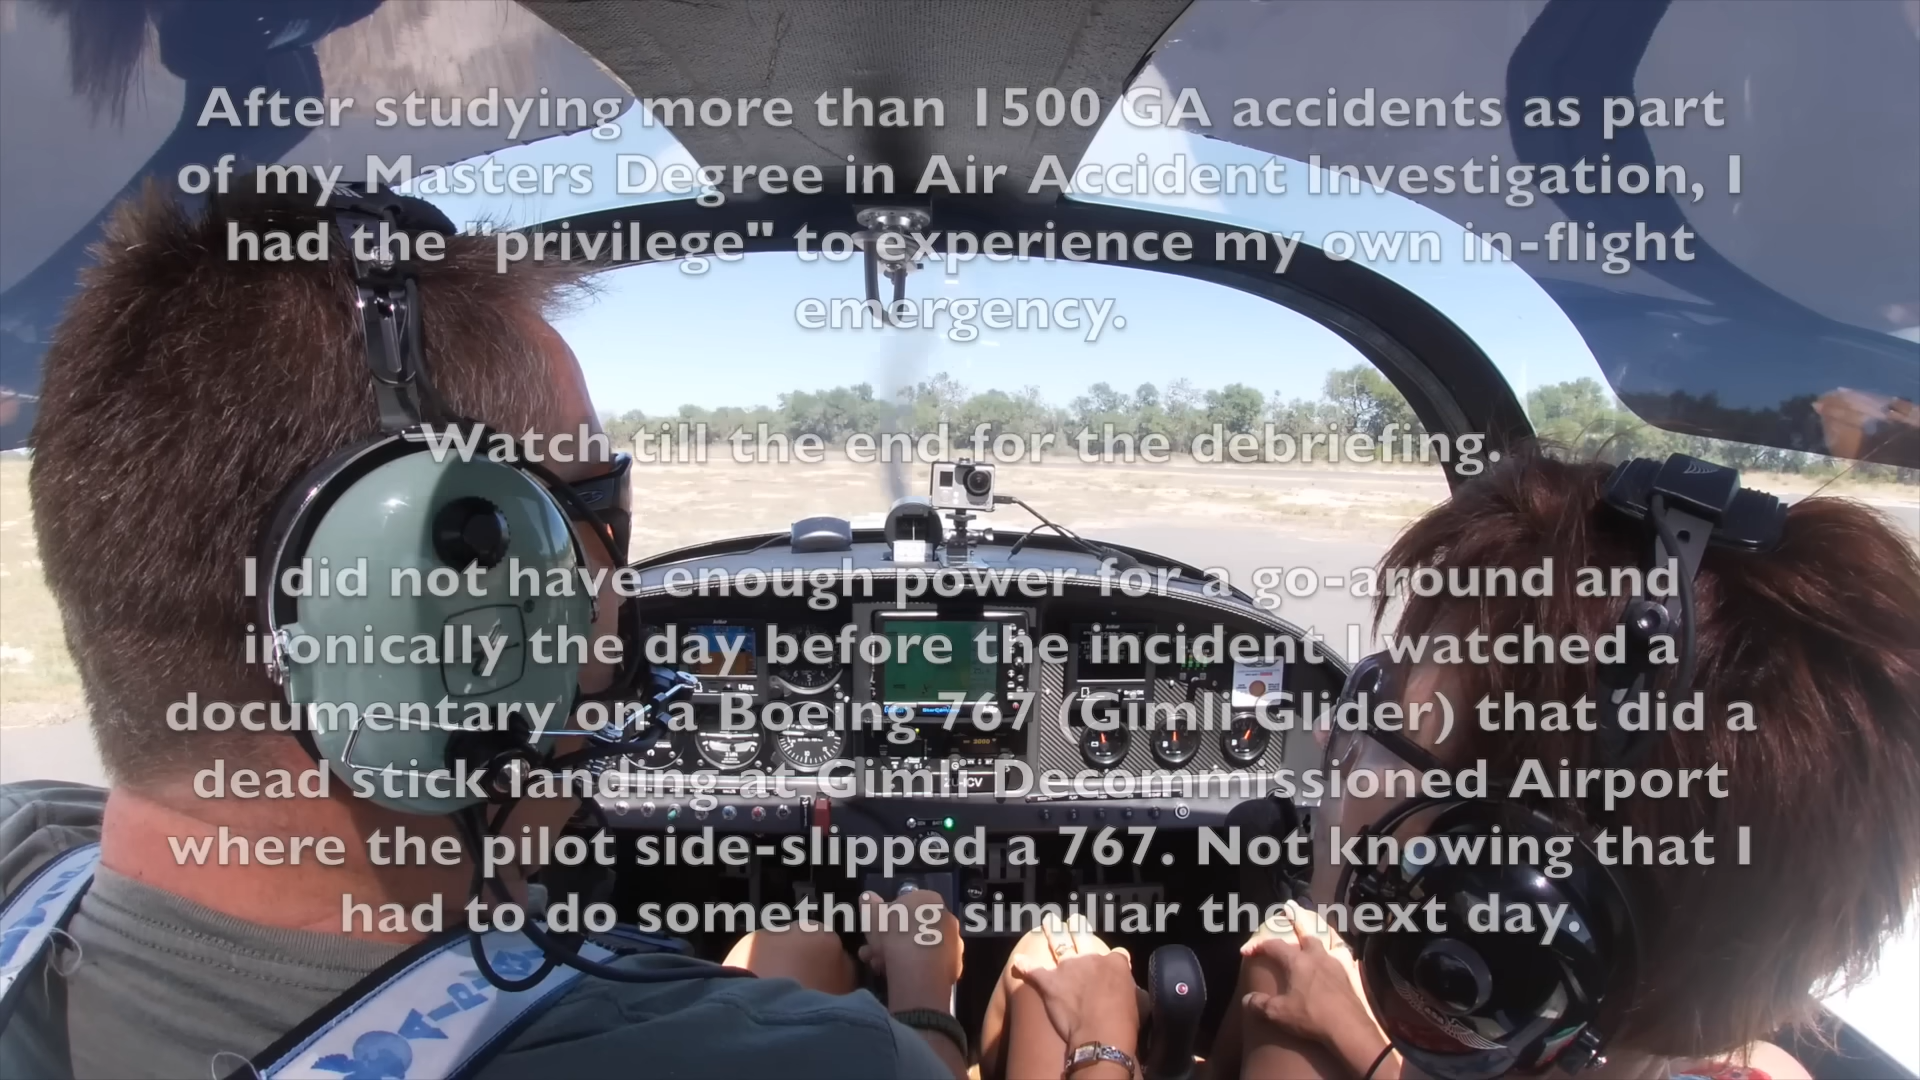 After studying more than 1500 GA accidents as part
of my Masters Degree in Air Accident Investigation, I
had the "privilege" to experience my own in-flight
emergency.
Watch till the end for the debriefing.
I did not have enough power for a go-around and
ironically the day before the incident I watched a
documentary on a Boeing 767 (Gimli Glider) that did a
dead stick landing at Gimli Decommissioned Airport
where the pilot side-slipped a 767. Not knowing that I
had to do something similiar the next day.